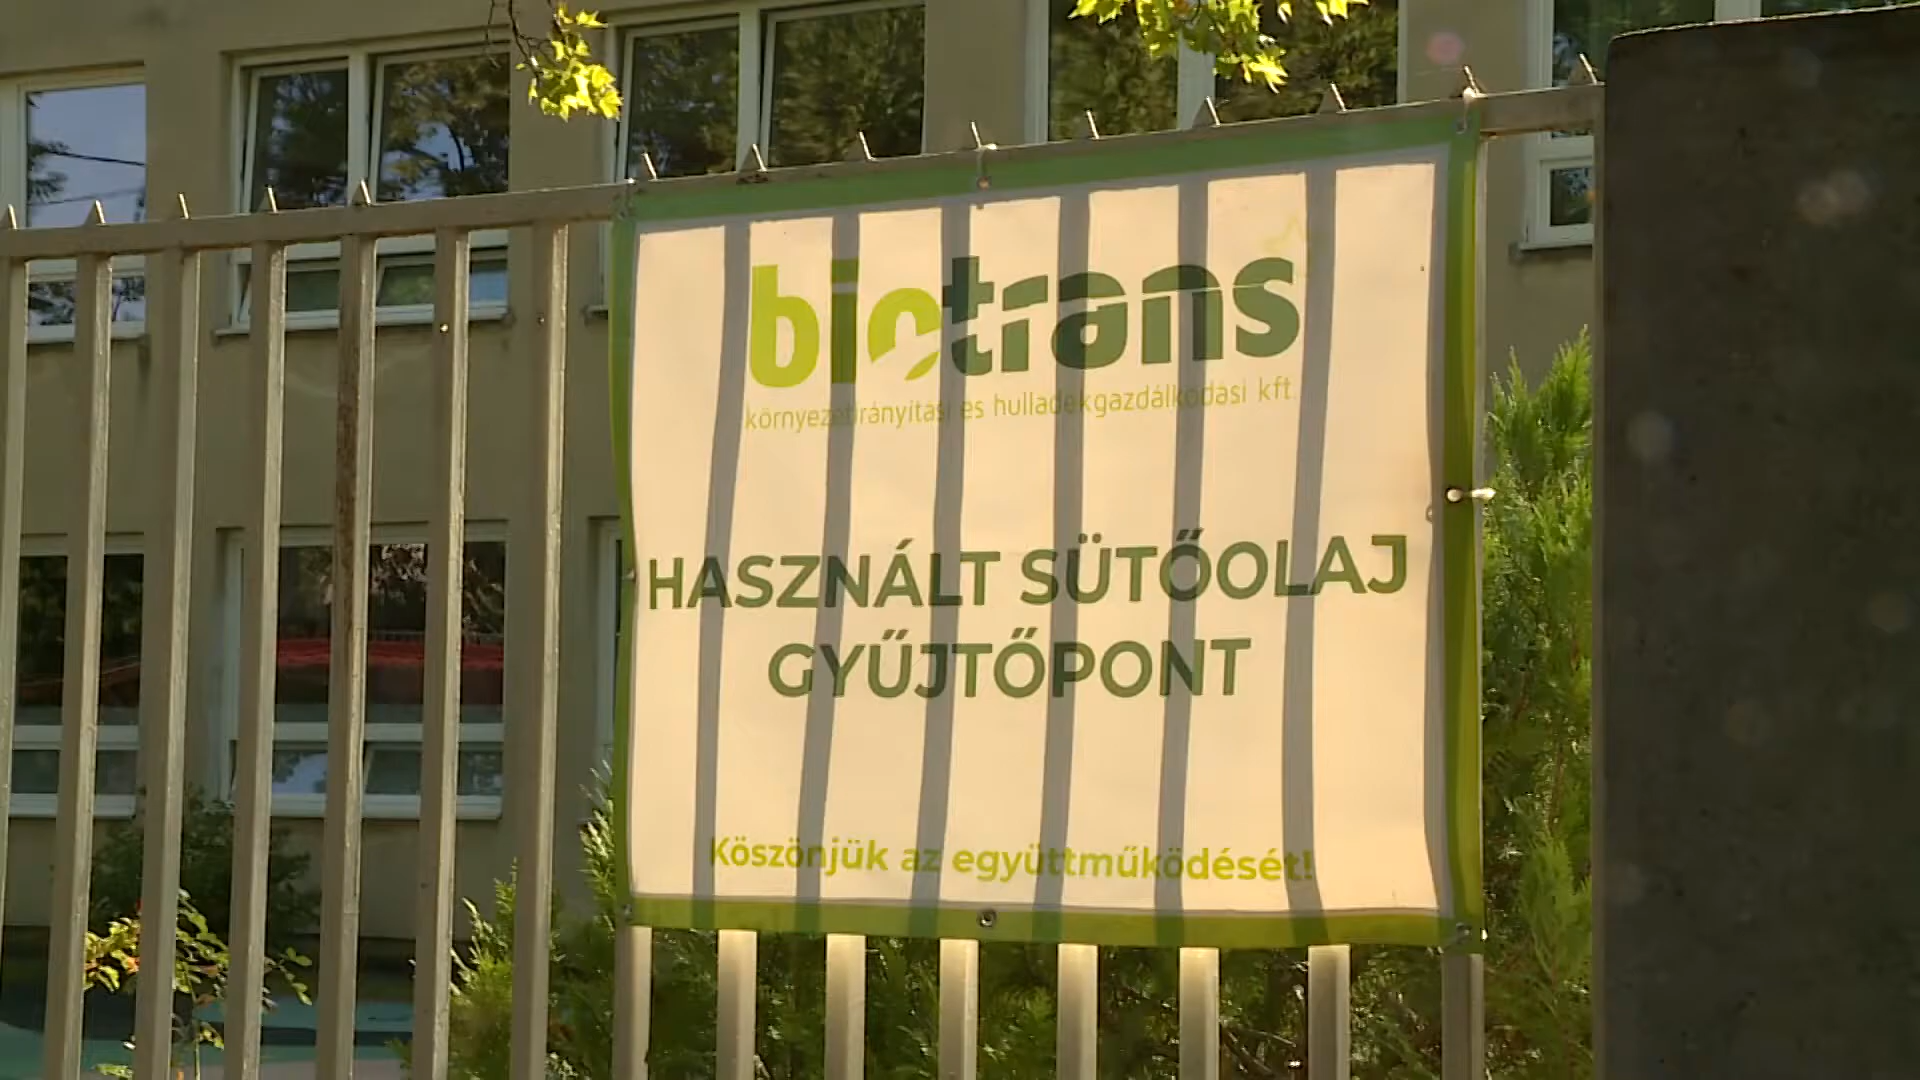 biotrans
környezetirányítási és hulladékgazdálkodási kft.
HASZNÁLT SÜTŐOLAJ
GYŰJTŐPONT
Köszönjük az együttműködését!